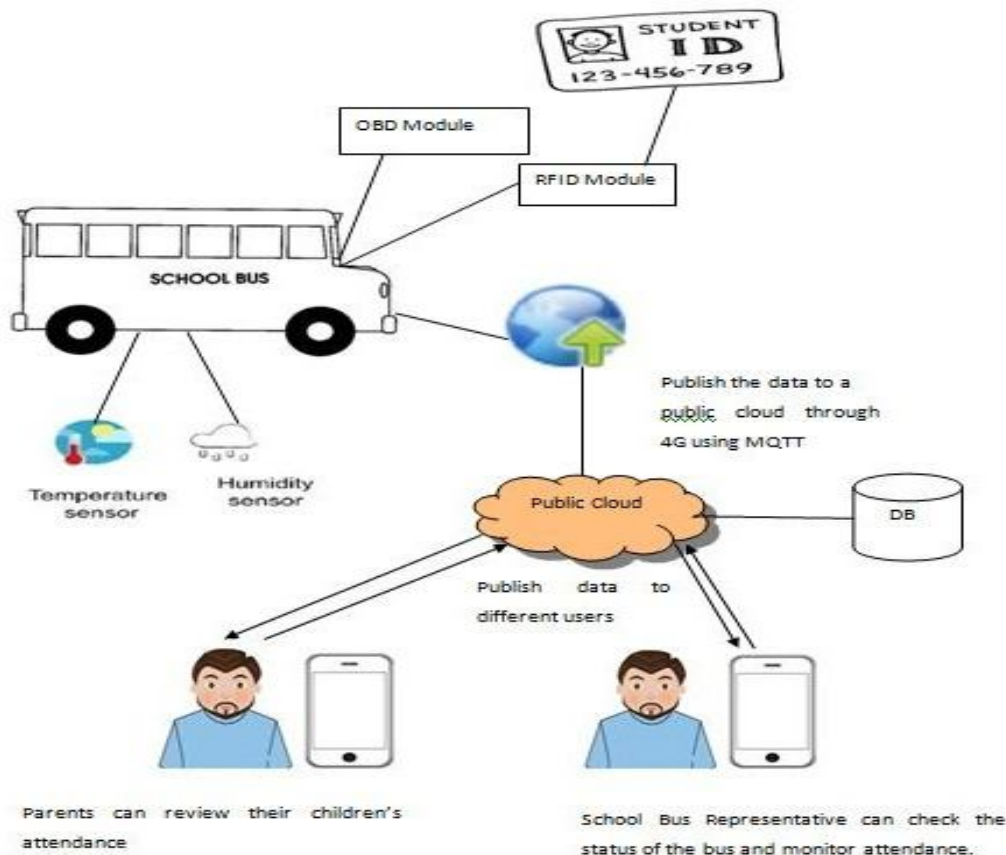 STUDENT
ID
123-456-789
OBD Module
RFID Module
SCHOOL BUS
Publish the data to a
public cloud through
4G using MQTT
Temperature
sensor
Humidity
sensor
Public Cloud
DB
Publish data to
different users
Parents can review their children's
attendance
School Bus Representative can check the
status of the bus and monitor attendance.